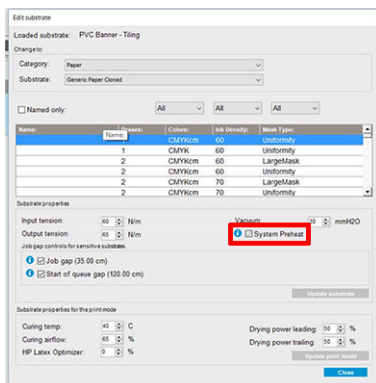 Edit substrate
Loaded substrate: PVC Banner - Tiling
Change to:
Category: Paper
Substrate: Generic Paper Cloned
Named only: All All All
Name: Passes: Colors: Ink Density: Mask Type:
Name:
CMYKcm 60 Uniformity
1 CMYK 60 Uniformity
2 CMYKcm 60 LargeMask
2 CMYKcm 60 Uniformity
2 CMYKcm 70 LargeMask
2 CMYKcm 70 Uniformity
Substrate properties
Input tension: 60 N/m Vacuum: 30 mmH2O
Output tension: 65 N/m System Preheat
Job gap controls for sensitive substrates
Job gap (35.00 cm)
Start of queue gap (120.00 cm)
Update substrate
Substrate properties for the print mode
Curing temp: 40 C Drying power leading: 50 %
Curing airflow: 65 % Drying power trailing: 50 %
HP Latex Optimizer: 0 % Update print mode
Close